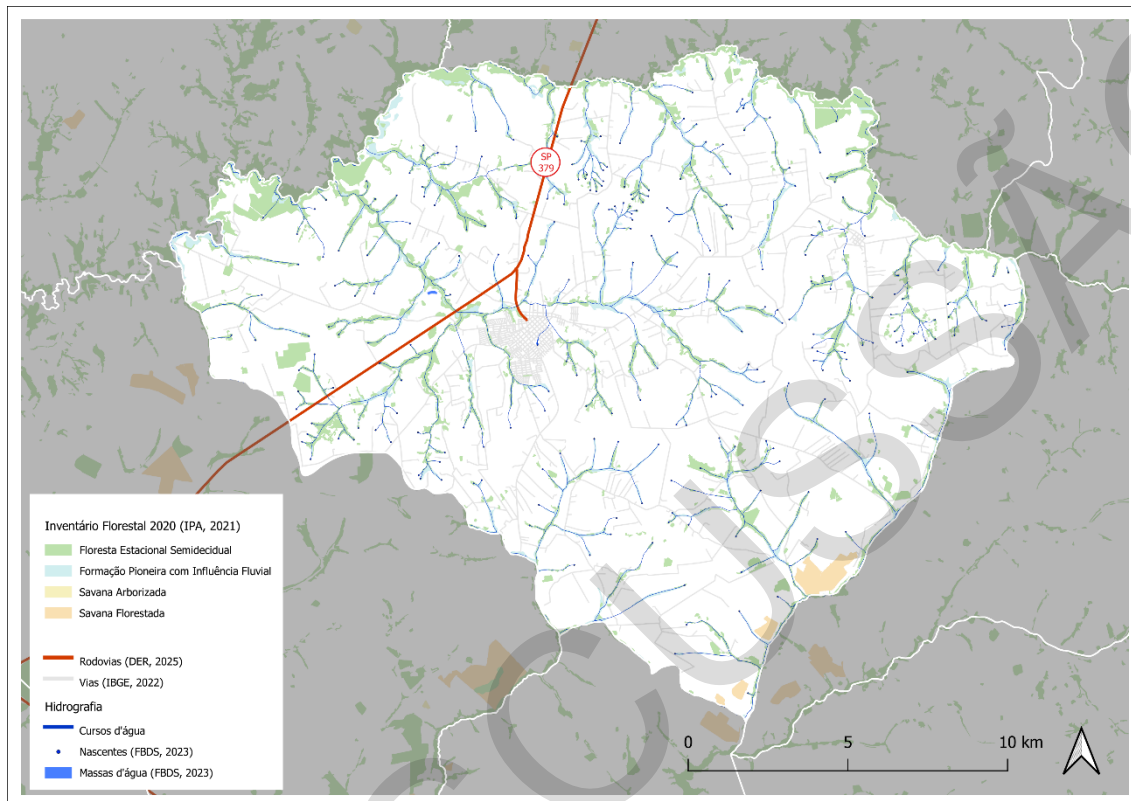 SP
379
Inventário Florestal 2020 (IPA, 2021)
Floresta Estacional Semidecidual
Formação Pioneira com Influência Fluvial
Savana Arborizada
Savana Florestada
Rodovias (DER, 2025)
Vias (IBGE, 2022)
Hidrografia
Cursos d'água
Nascentes (FBDS, 2023)
Massas d'água (FBDS, 2023)
0 5 10 km